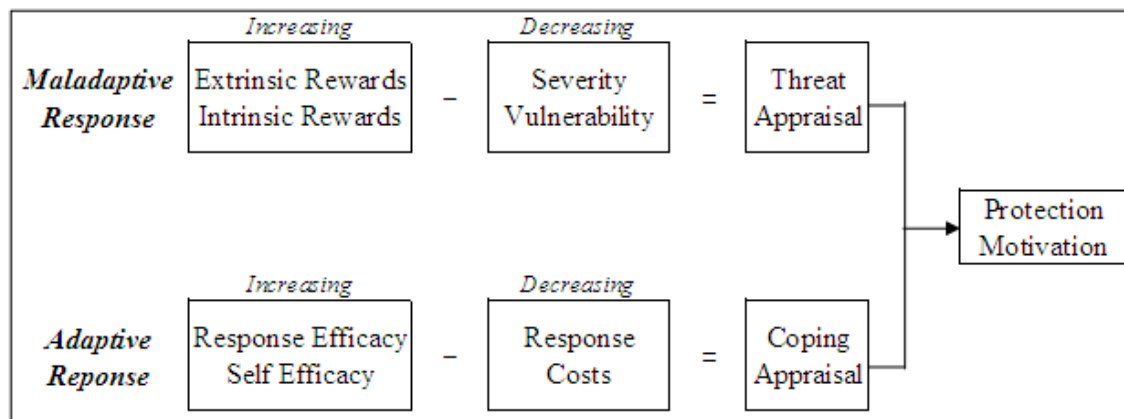 Increasing
Decreasing
Maladaptive
Response
Extrinsic Rewards
Intrinsic Rewards
–
Severity
Vulnerability
=
Threat
Appraisal
Protection
Motivation
Increasing
Decreasing
Adaptive
Reponse
Response Efficacy
Self Efficacy
–
Response
Costs
=
Coping
Appraisal